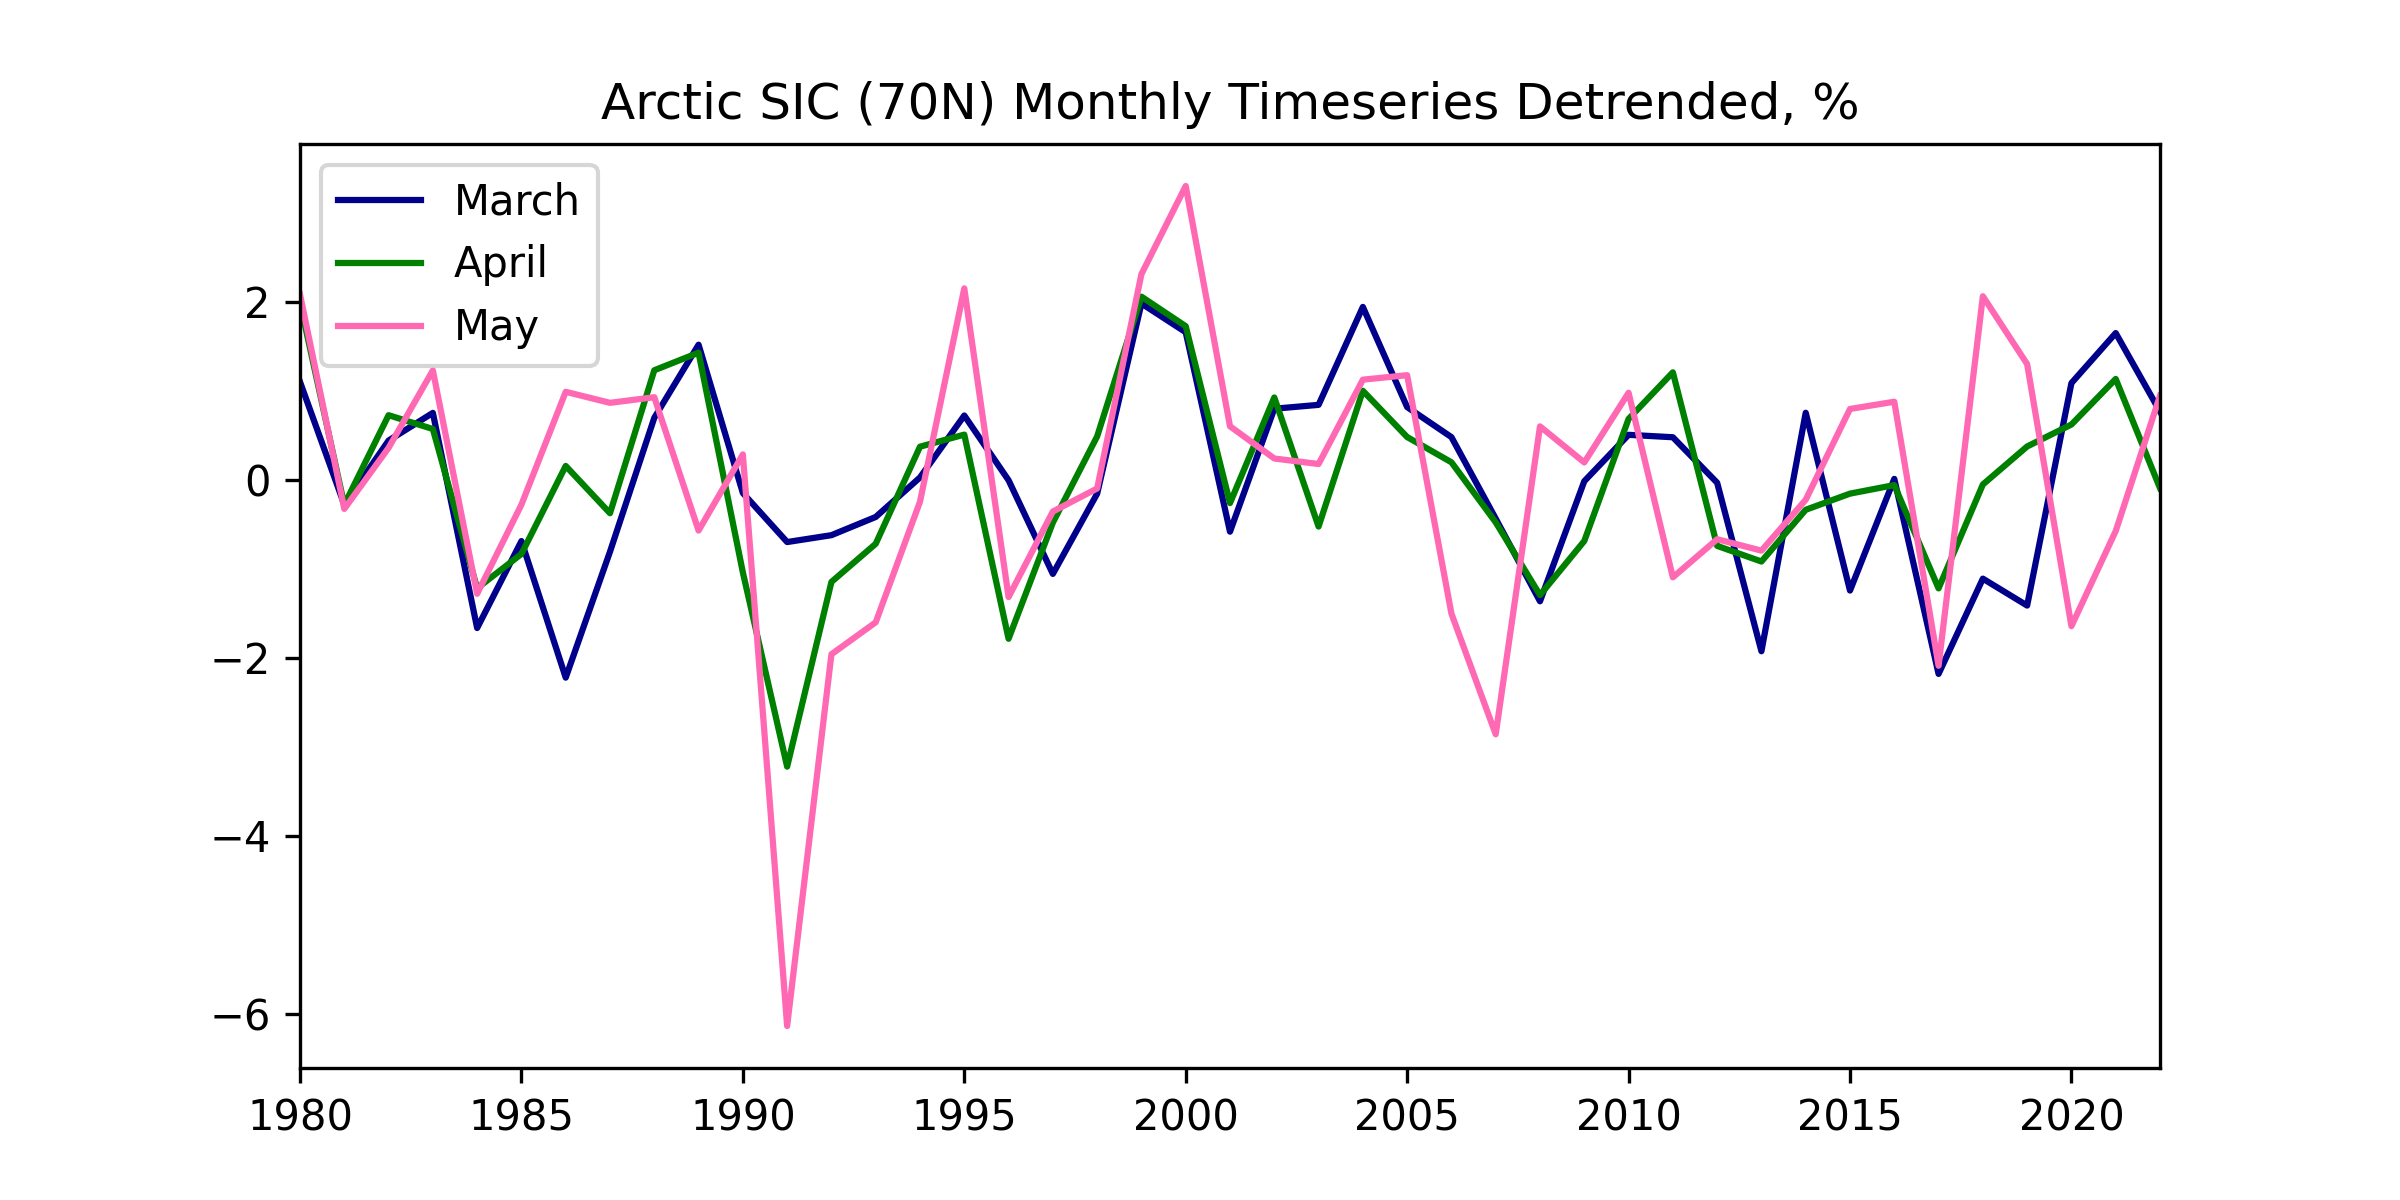 Arctic SIC (70N) Monthly Timeseries Detrended, %
March
April
May
2
0
−2
−4
−6
1980 1985 1990 1995 2000 2005 2010 2015 2020